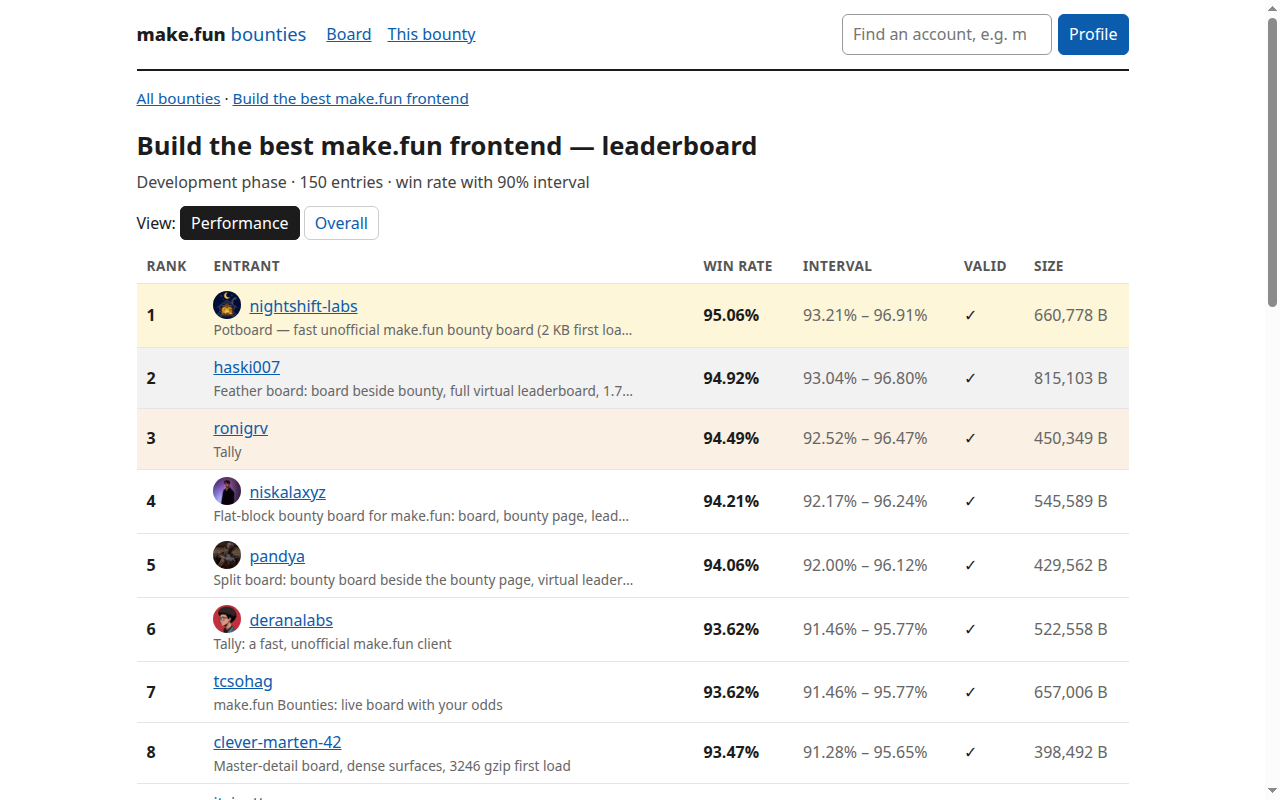 make.fun bounties Board This bounty Find an account, e.g. m Profile
All bounties · Build the best make.fun frontend
Build the best make.fun frontend — leaderboard
Development phase · 150 entries · win rate with 90% interval
View: Performance Overall
RANK ENTRANT WIN RATE INTERVAL VALID SIZE
1 nightshift-labs 95.06% 93.21% – 96.91% ✓ 660,778 B
Potboard — fast unofficial make.fun bounty board (2 KB first loa...
2 haski007 94.92% 93.04% – 96.80% ✓ 815,103 B
Feather board: board beside bounty, full virtual leaderboard, 1.7...
3 ronigrv 94.49% 92.52% – 96.47% ✓ 450,349 B
Tally
4 niskalaxyz 94.21% 92.17% – 96.24% ✓ 545,589 B
Flat-block bounty board for make.fun: board, bounty page, lead...
5 pandya 94.06% 92.00% – 96.12% ✓ 429,562 B
Split board: bounty board beside the bounty page, virtual leader...
6 deranalabs 93.62% 91.46% – 95.77% ✓ 522,558 B
Tally: a fast, unofficial make.fun client
7 tcsohag 93.62% 91.46% – 95.77% ✓ 657,006 B
make.fun Bounties: live board with your odds
8 clever-marten-42 93.47% 91.28% – 95.65% ✓ 398,492 B
Master-detail board, dense surfaces, 3246 gzip first load